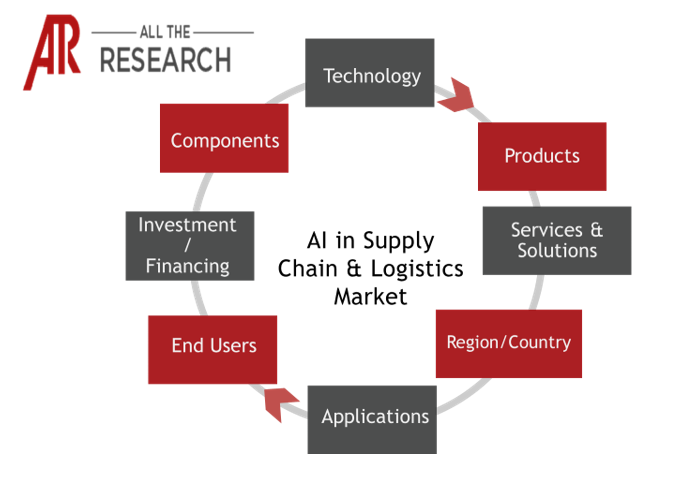 AR
ALL THE
RESEARCH
Technology
Products
Services &
Solutions
Region/Country
Applications
End Users
Investment
/
Financing
Components
AI in Supply
Chain & Logistics
Market